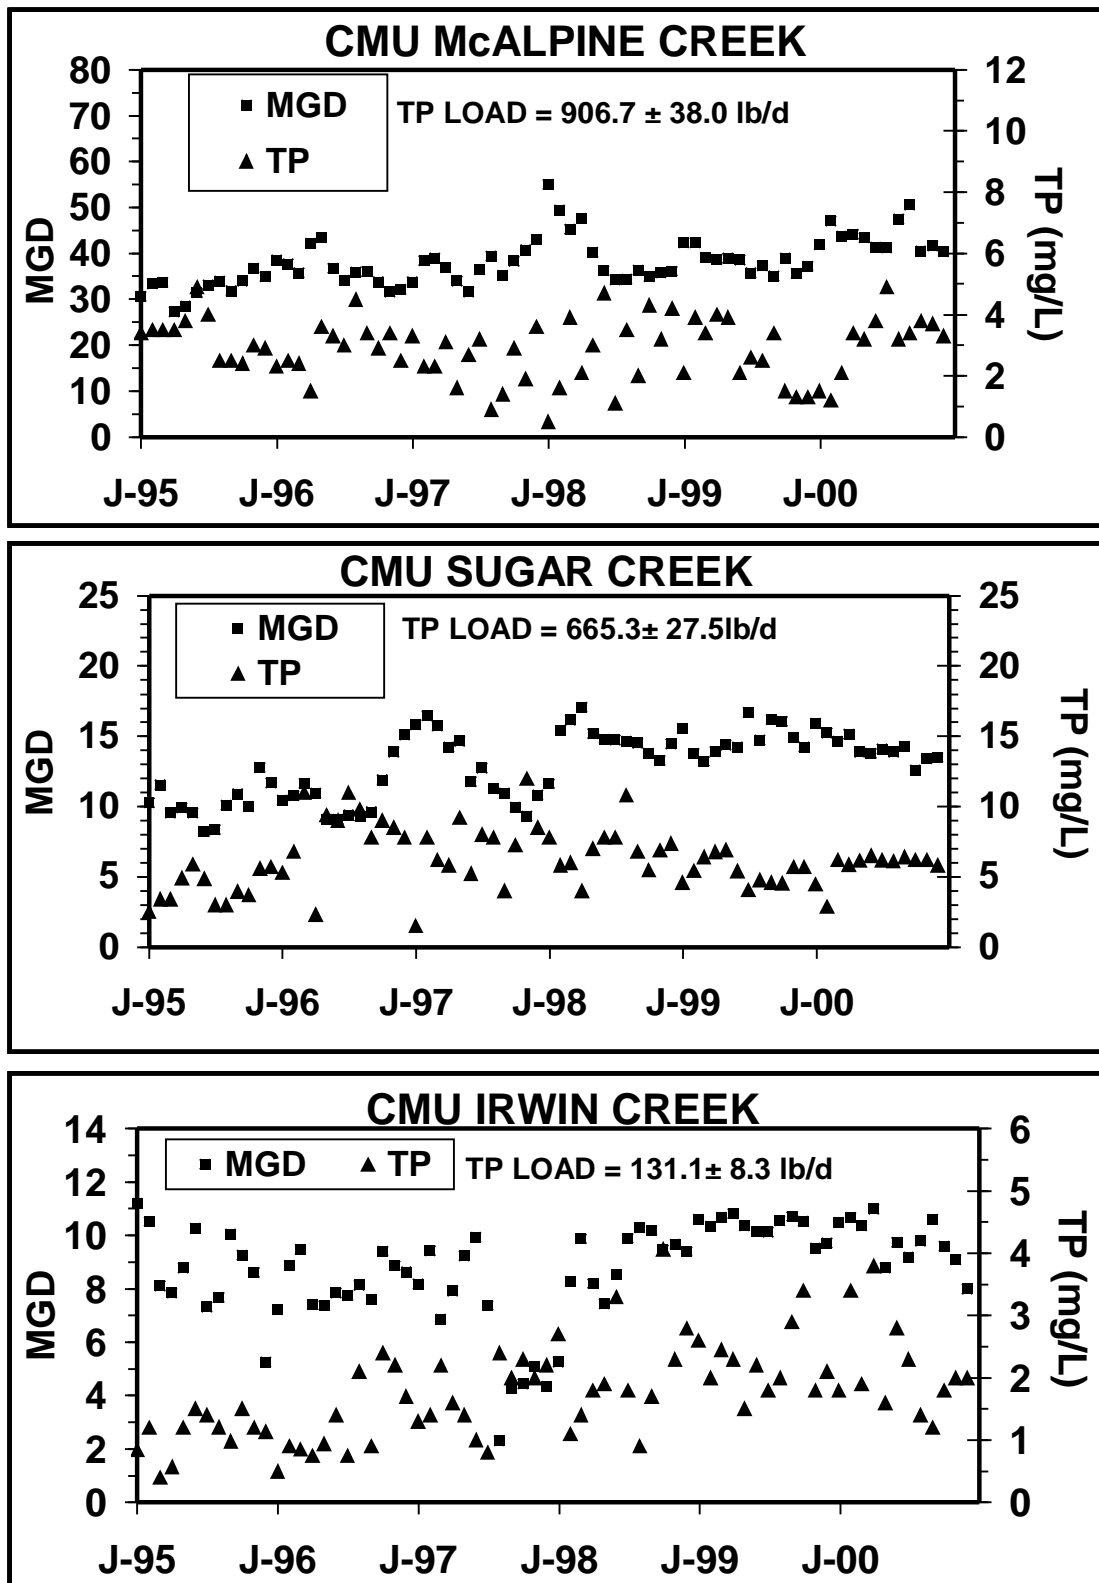 CMU McALPINE CREEK
80
70
60
50
40
30
20
10
0
MGD
MGD
TP
TP LOAD = 906.7 ± 38.0 lb/d
12
10
8
6
4
2
0
TP (mg/L)
J-95 J-96 J-97 J-98 J-99 J-00
CMU SUGAR CREEK
25
20
15
10
5
0
MGD
MGD
TP
TP LOAD = 665.3± 27.5lb/d
25
20
15
10
5
0
TP (mg/L)
J-95 J-96 J-97 J-98 J-99 J-00
CMU IRWIN CREEK
14
12
10
8
6
4
2
0
MGD
MGD TP
TP LOAD = 131.1± 8.3 lb/d
6
5
4
3
2
1
0
TP (mg/L)
J-95 J-96 J-97 J-98 J-99 J-00